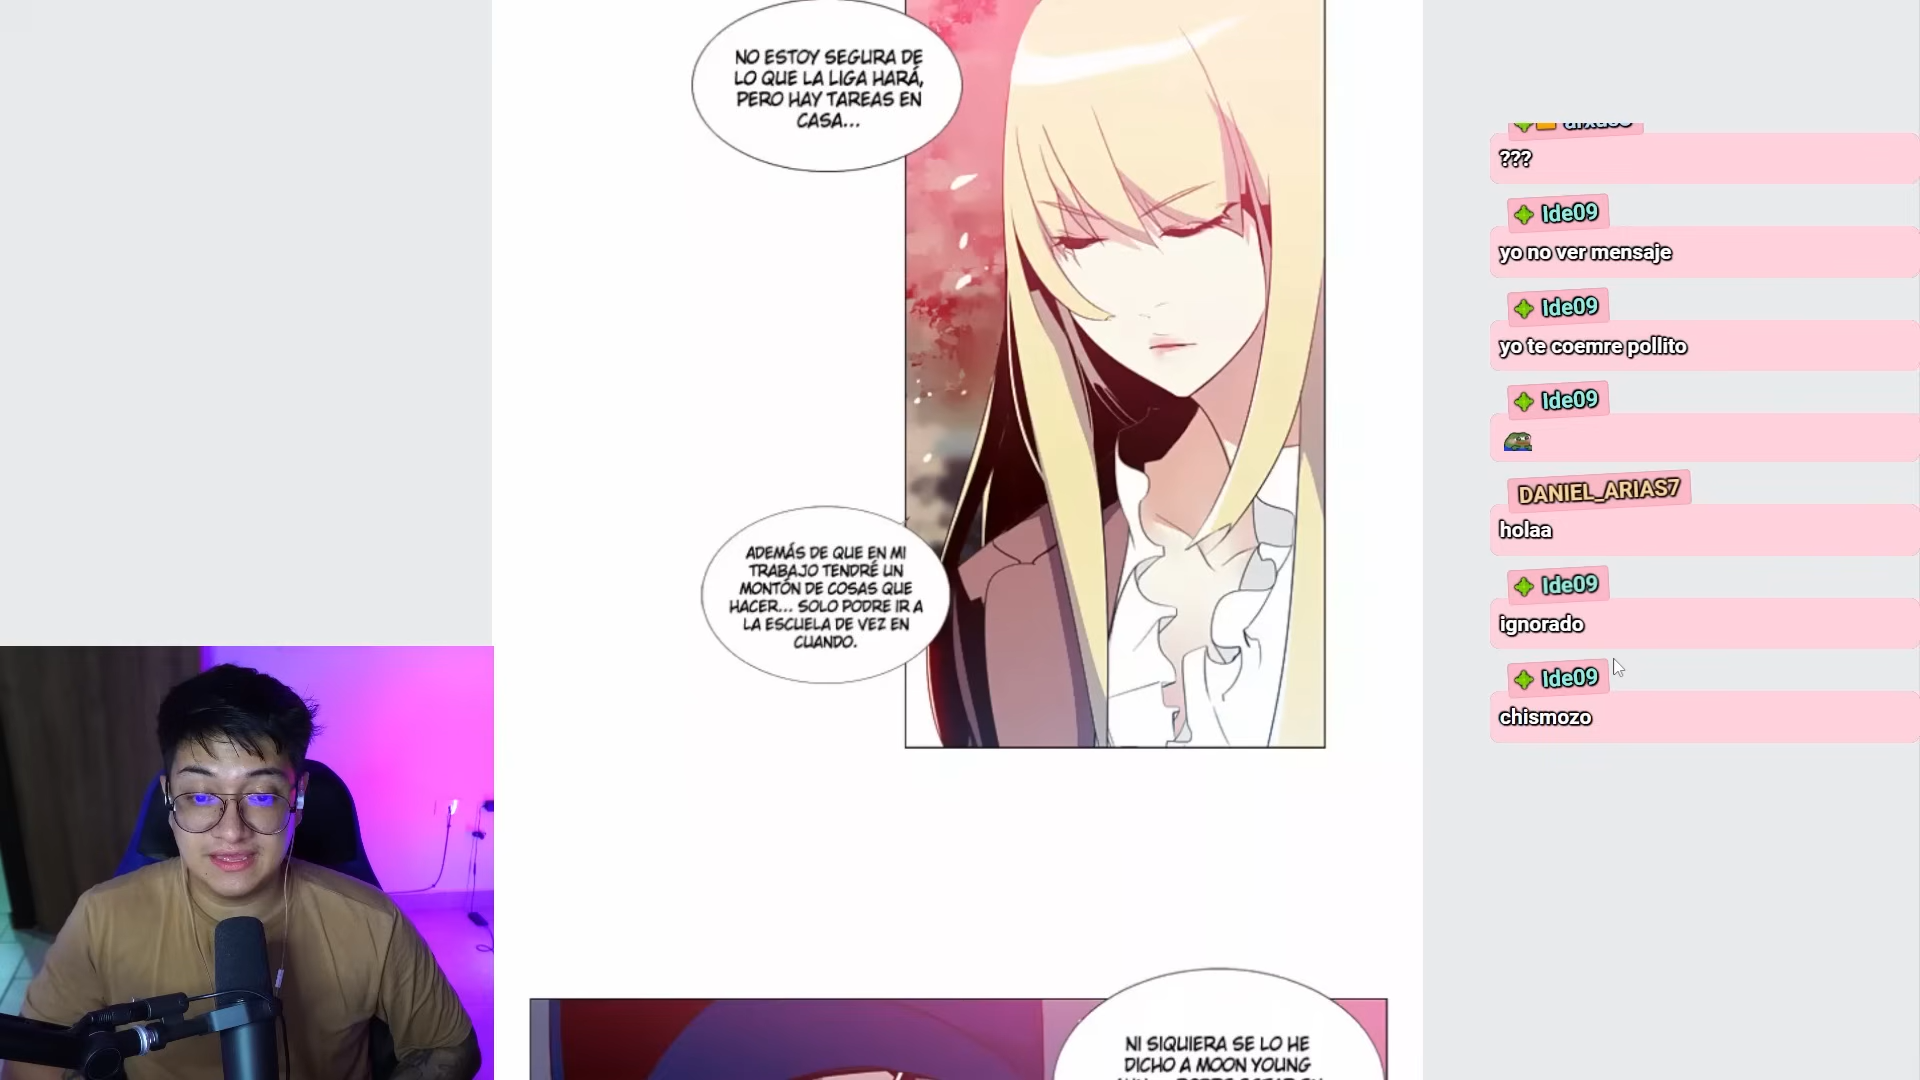 NO ESTOY SEGURA DE
LO QUE LA LIGA HARÁ,
PERO HAY TAREAS EN
CASA...
ADEMÁS DE QUE EN MI
TRABAJO TENDRÉ UN
MONTÓN DE COSAS QUE
HACER... SOLO PODRE IR A
LA ESCUELA DE VEZ EN
CUANDO.
NI SIQUIERA SE LO HE
DICHO A MOON YOUNG
???
lde09
yo no ver mensaje
lde09
yo te coemre pollito
lde09
DANIEL_ARIAS7
holaa
lde09
ignorado
lde09
chismozo